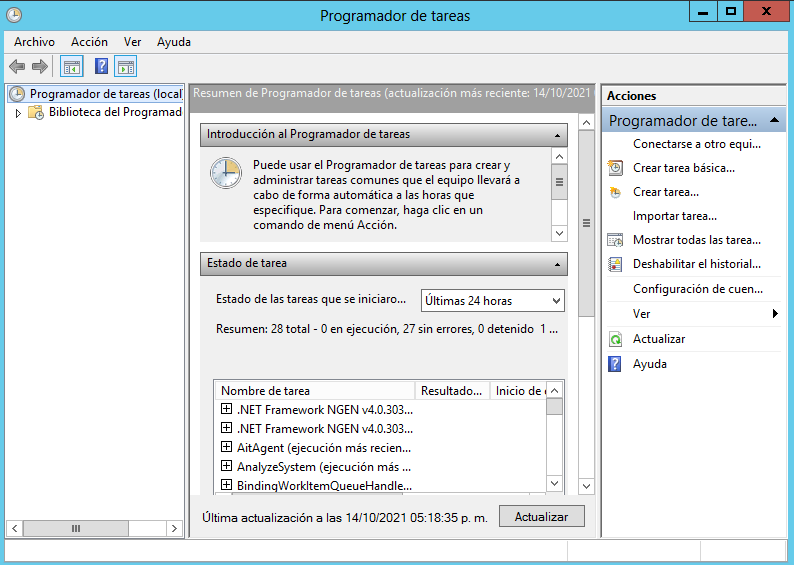 Programador de tareas
Archivo Acción Ver Ayuda
Programador de tareas (local)
Biblioteca del Programad
Resumen de Programador de tareas (actualización más reciente: 14/10/2021
Introducción al Programador de tareas
Puede usar el Programador de tareas para crear y
administrar tareas comunes que el equipo llevará a
cabo de forma automática a las horas que
especifique. Para comenzar, haga clic en un
comando de menú Acción.
Estado de tarea
Estado de las tareas que se iniciaro... Últimas 24 horas
Resumen: 28 total - 0 en ejecución, 27 sin errores, 0 detenido 1 ...
Nombre de tarea Resultado... Inicio de
.NET Framework NGEN v4.0.303...
.NET Framework NGEN v4.0.303...
AitAgent (ejecución más recien...
AnalyzeSystem (ejecución más ...
BindingWorkItemQueueHandle...
Última actualización a las 14/10/2021 05:18:35 p. m. Actualizar
Acciones
Programador de tare...
Conectarse a otro equi...
Crear tarea básica...
Crear tarea...
Importar tarea...
Mostrar todas las tarea...
Deshabilitar el historial...
Configuración de cuen...
Ver
Actualizar
Ayuda